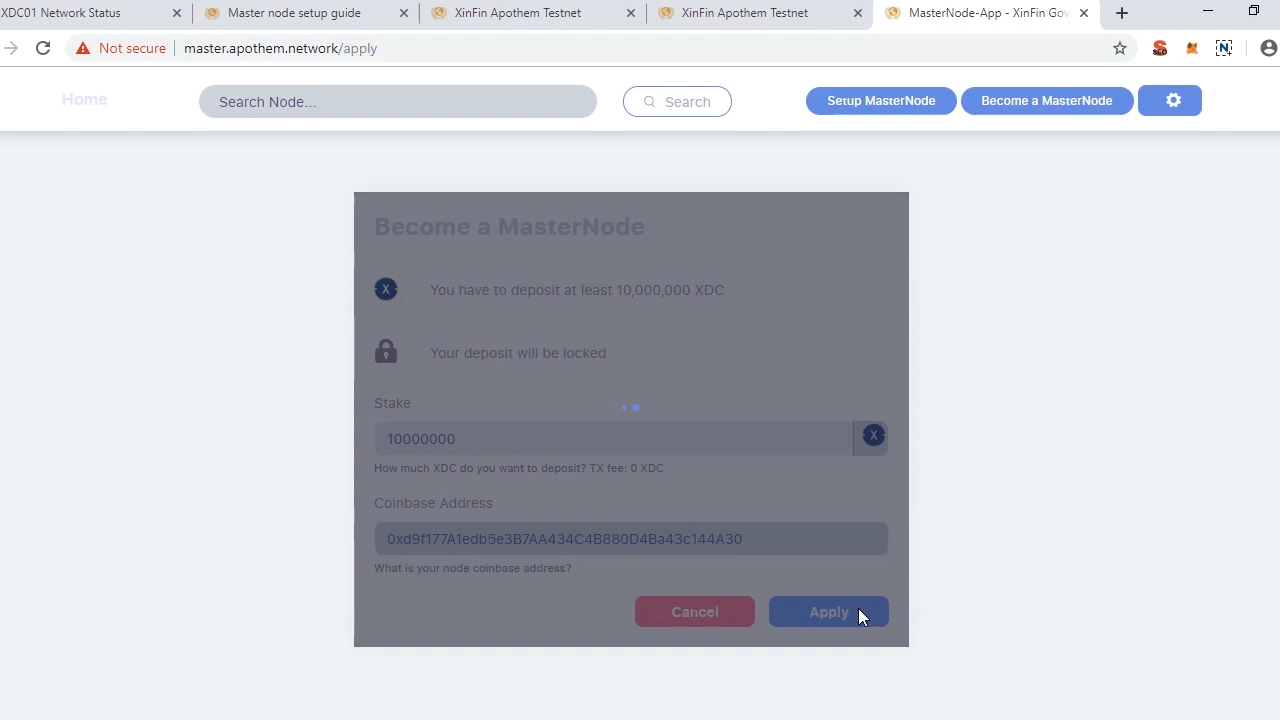 XDC01 Network Status
Master node setup guide
XinFin Apothem Testnet
XinFin Apothem Testnet
MasterNode-App - XinFin Gov
Not secure
master.apothem.network/apply
SEO
N
Home
Search Node...
Search
Setup MasterNode
Become a MasterNode
Become a MasterNode
X
You have to deposit at least 10,000,000 XDC
Your deposit will be locked
Stake
10000000
X
How much XDC do you want to deposit? TX fee: 0 XDC
Coinbase Address
0xd9f177A1edb5e3B7AA434C4B880D4Ba43c144A30
What is your node coinbase address?
Cancel
Apply